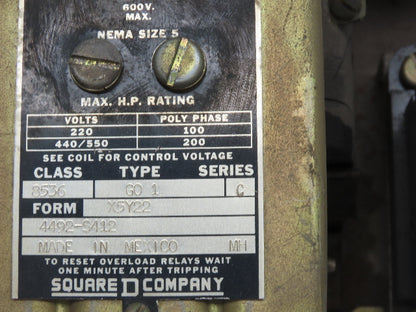 600V.
MAX.
NEMA SIZE 5
MAX. H.P. RATING
VOLTS POLY PHASE
220 100
440/550 200
SEE COIL FOR CONTROL VOLTAGE
CLASS TYPE SERIES
8536 GO 1 C
FORM X5Y22
4492-S412
MADE IN MEXICO MH
TO RESET OVERLOAD RELAYS WAIT
ONE MINUTE AFTER TRIPPING
SQUARE D COMPANY